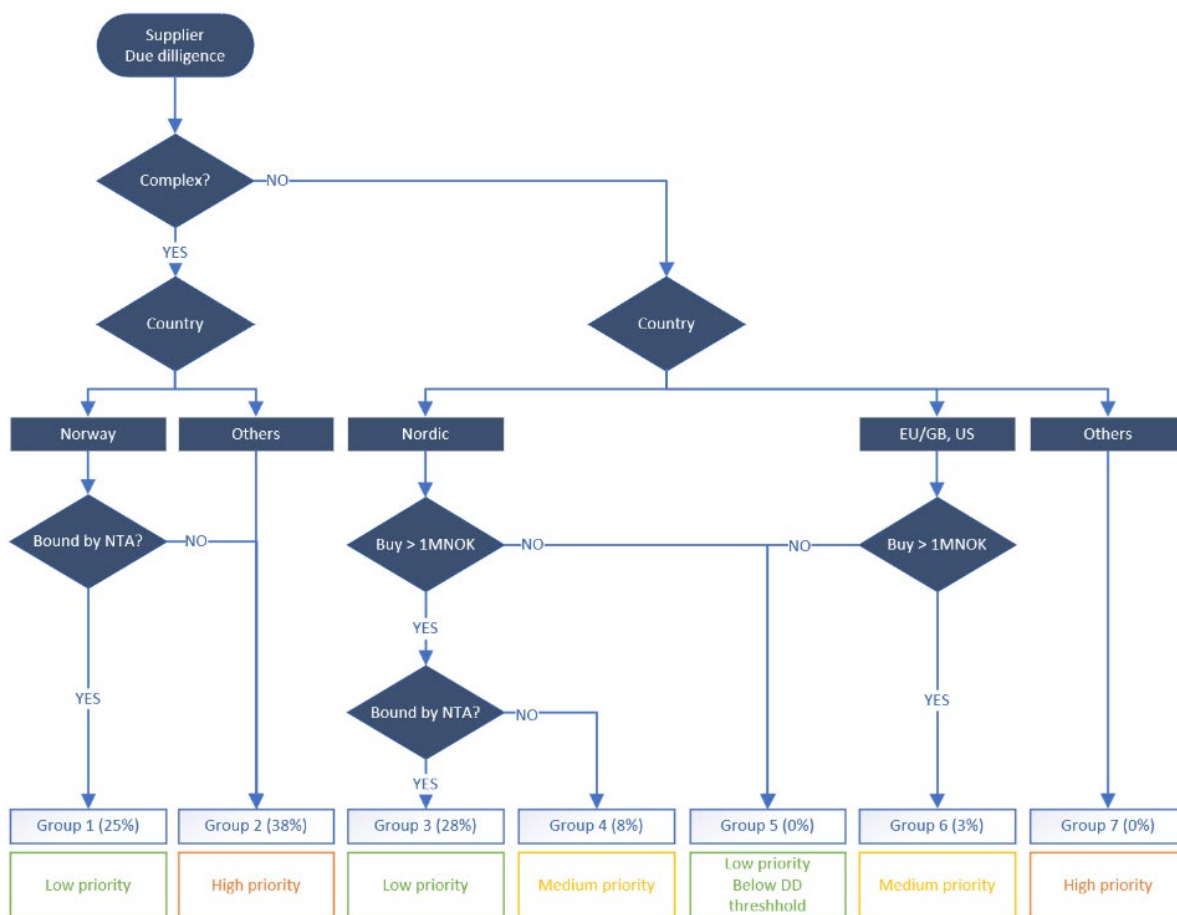 Supplier
Due dilligence
Complex?
NO
YES
Country
Country
Norway
Others
Nordic
EU/GB, US
Others
Bound by NTA?
NO
Buy > 1MNOK
NO
NO
Buy > 1MNOK
YES
YES
YES
Bound by NTA?
NO
YES
Group 1 (25%)
Group 2 (38%)
Group 3 (28%)
Group 4 (8%)
Group 5 (0%)
Group 6 (3%)
Group 7 (0%)
Low priority
High priority
Low priority
Medium priority
Low priority
Below DD
threshhold
Medium priority
High priority